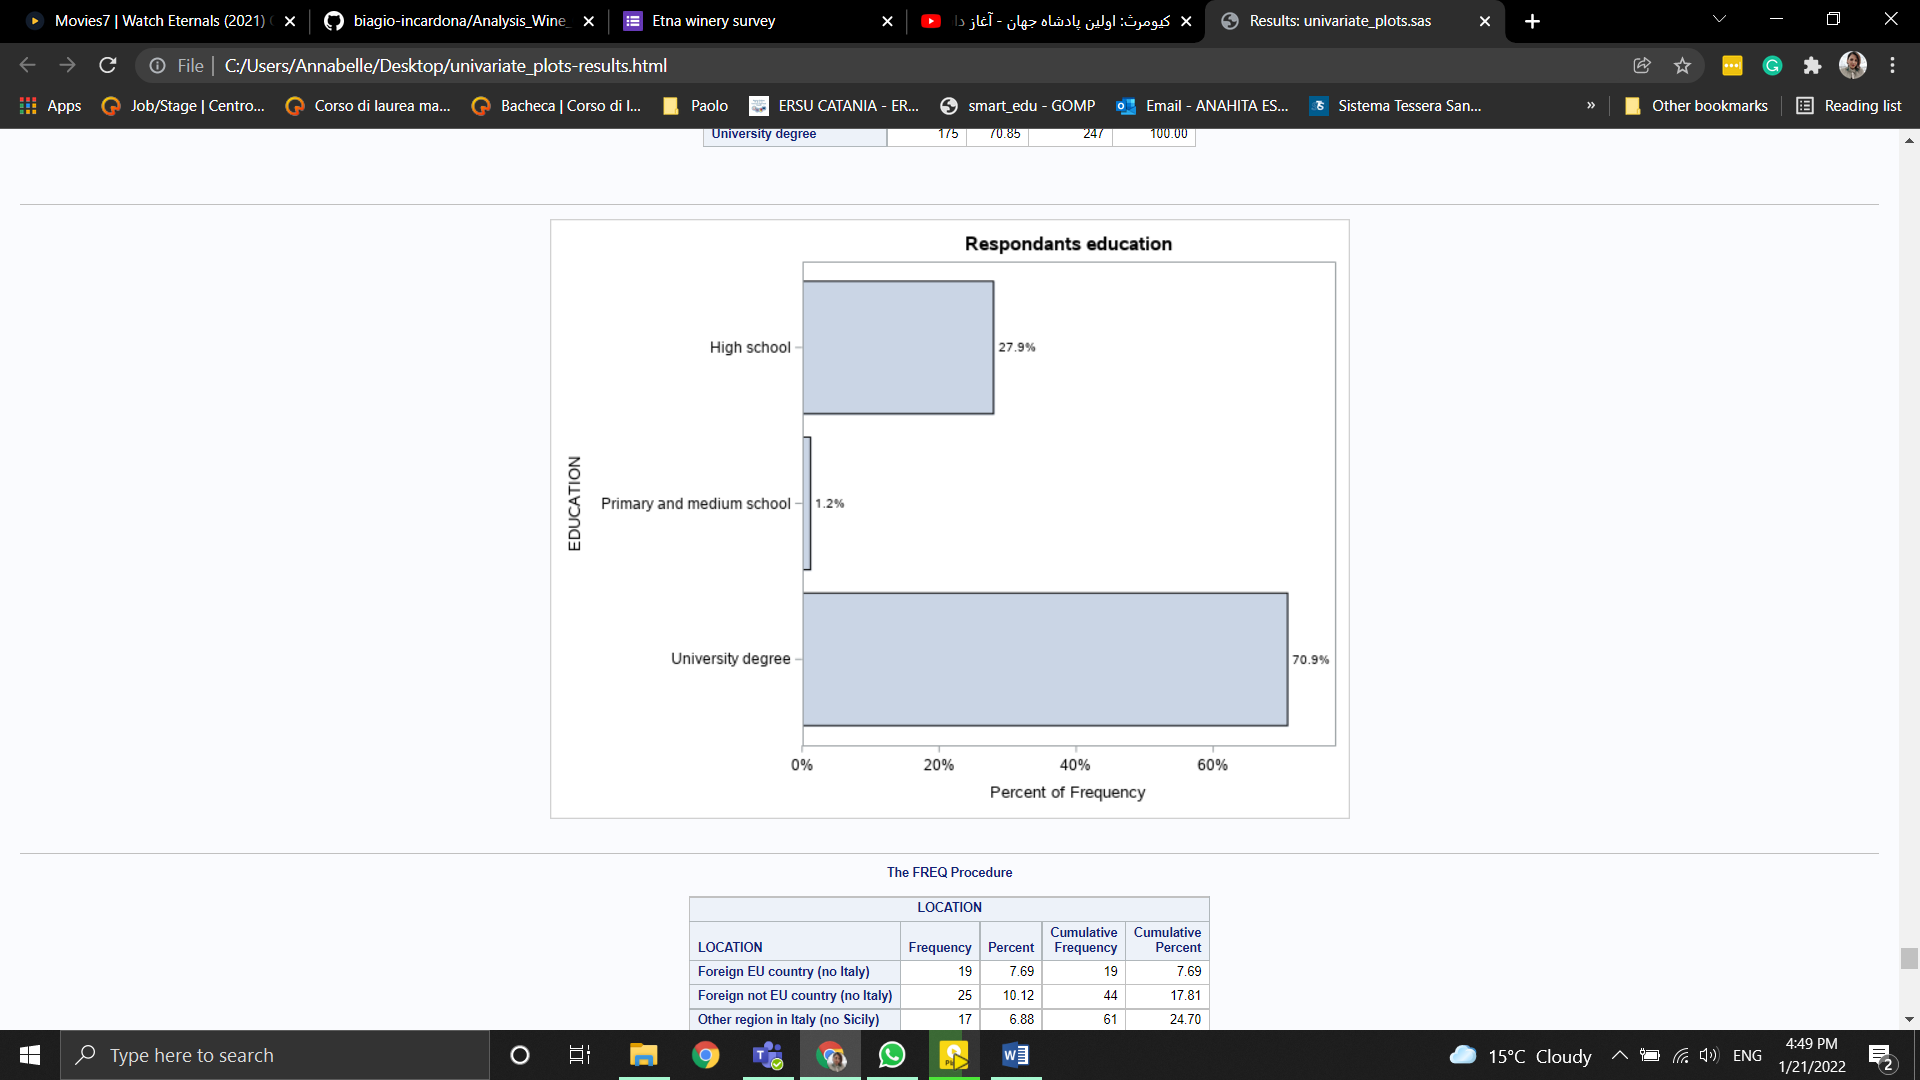 Movies7 | Watch Eternals (2021)
biagio-incardona/Analysis_Wine_
Etna winery survey
کیومرث: اولین پادشاه جهان - آغاز دا
Results: univariate_plots.sas
File | C:/Users/Annabelle/Desktop/univariate_plots-results.html
Apps
Job/Stage | Centro...
Corso di laurea ma...
Bacheca | Corso di l...
Paolo
ERSU CATANIA - ER...
smart_edu - GOMP
Email - ANAHITA ES...
Sistema Tessera San...
»
Other bookmarks
Reading list
University degree 175 70.85 247 100.00
Respondants education
High school
27.9%
EDUCATION
Primary and medium school
1.2%
University degree
70.9%
0% 20% 40% 60%
Percent of Frequency
The FREQ Procedure
LOCATION
LOCATION Frequency Percent Cumulative Frequency Cumulative Percent
Foreign EU country (no Italy) 19 7.69 19 7.69
Foreign not EU country (no Italy) 25 10.12 44 17.81
Other region in Italy (no Sicily) 17 6.88 61 24.70
Type here to search
15°C Cloudy
ENG
4:49 PM
1/21/2022
2